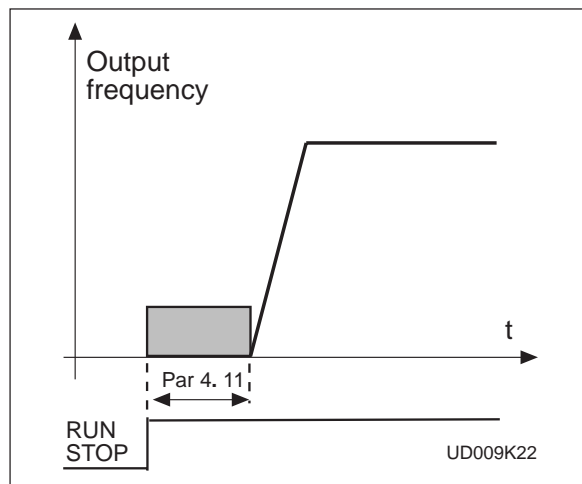 Output
frequency
t
Par 4. 11
RUN
STOP
UD009K22